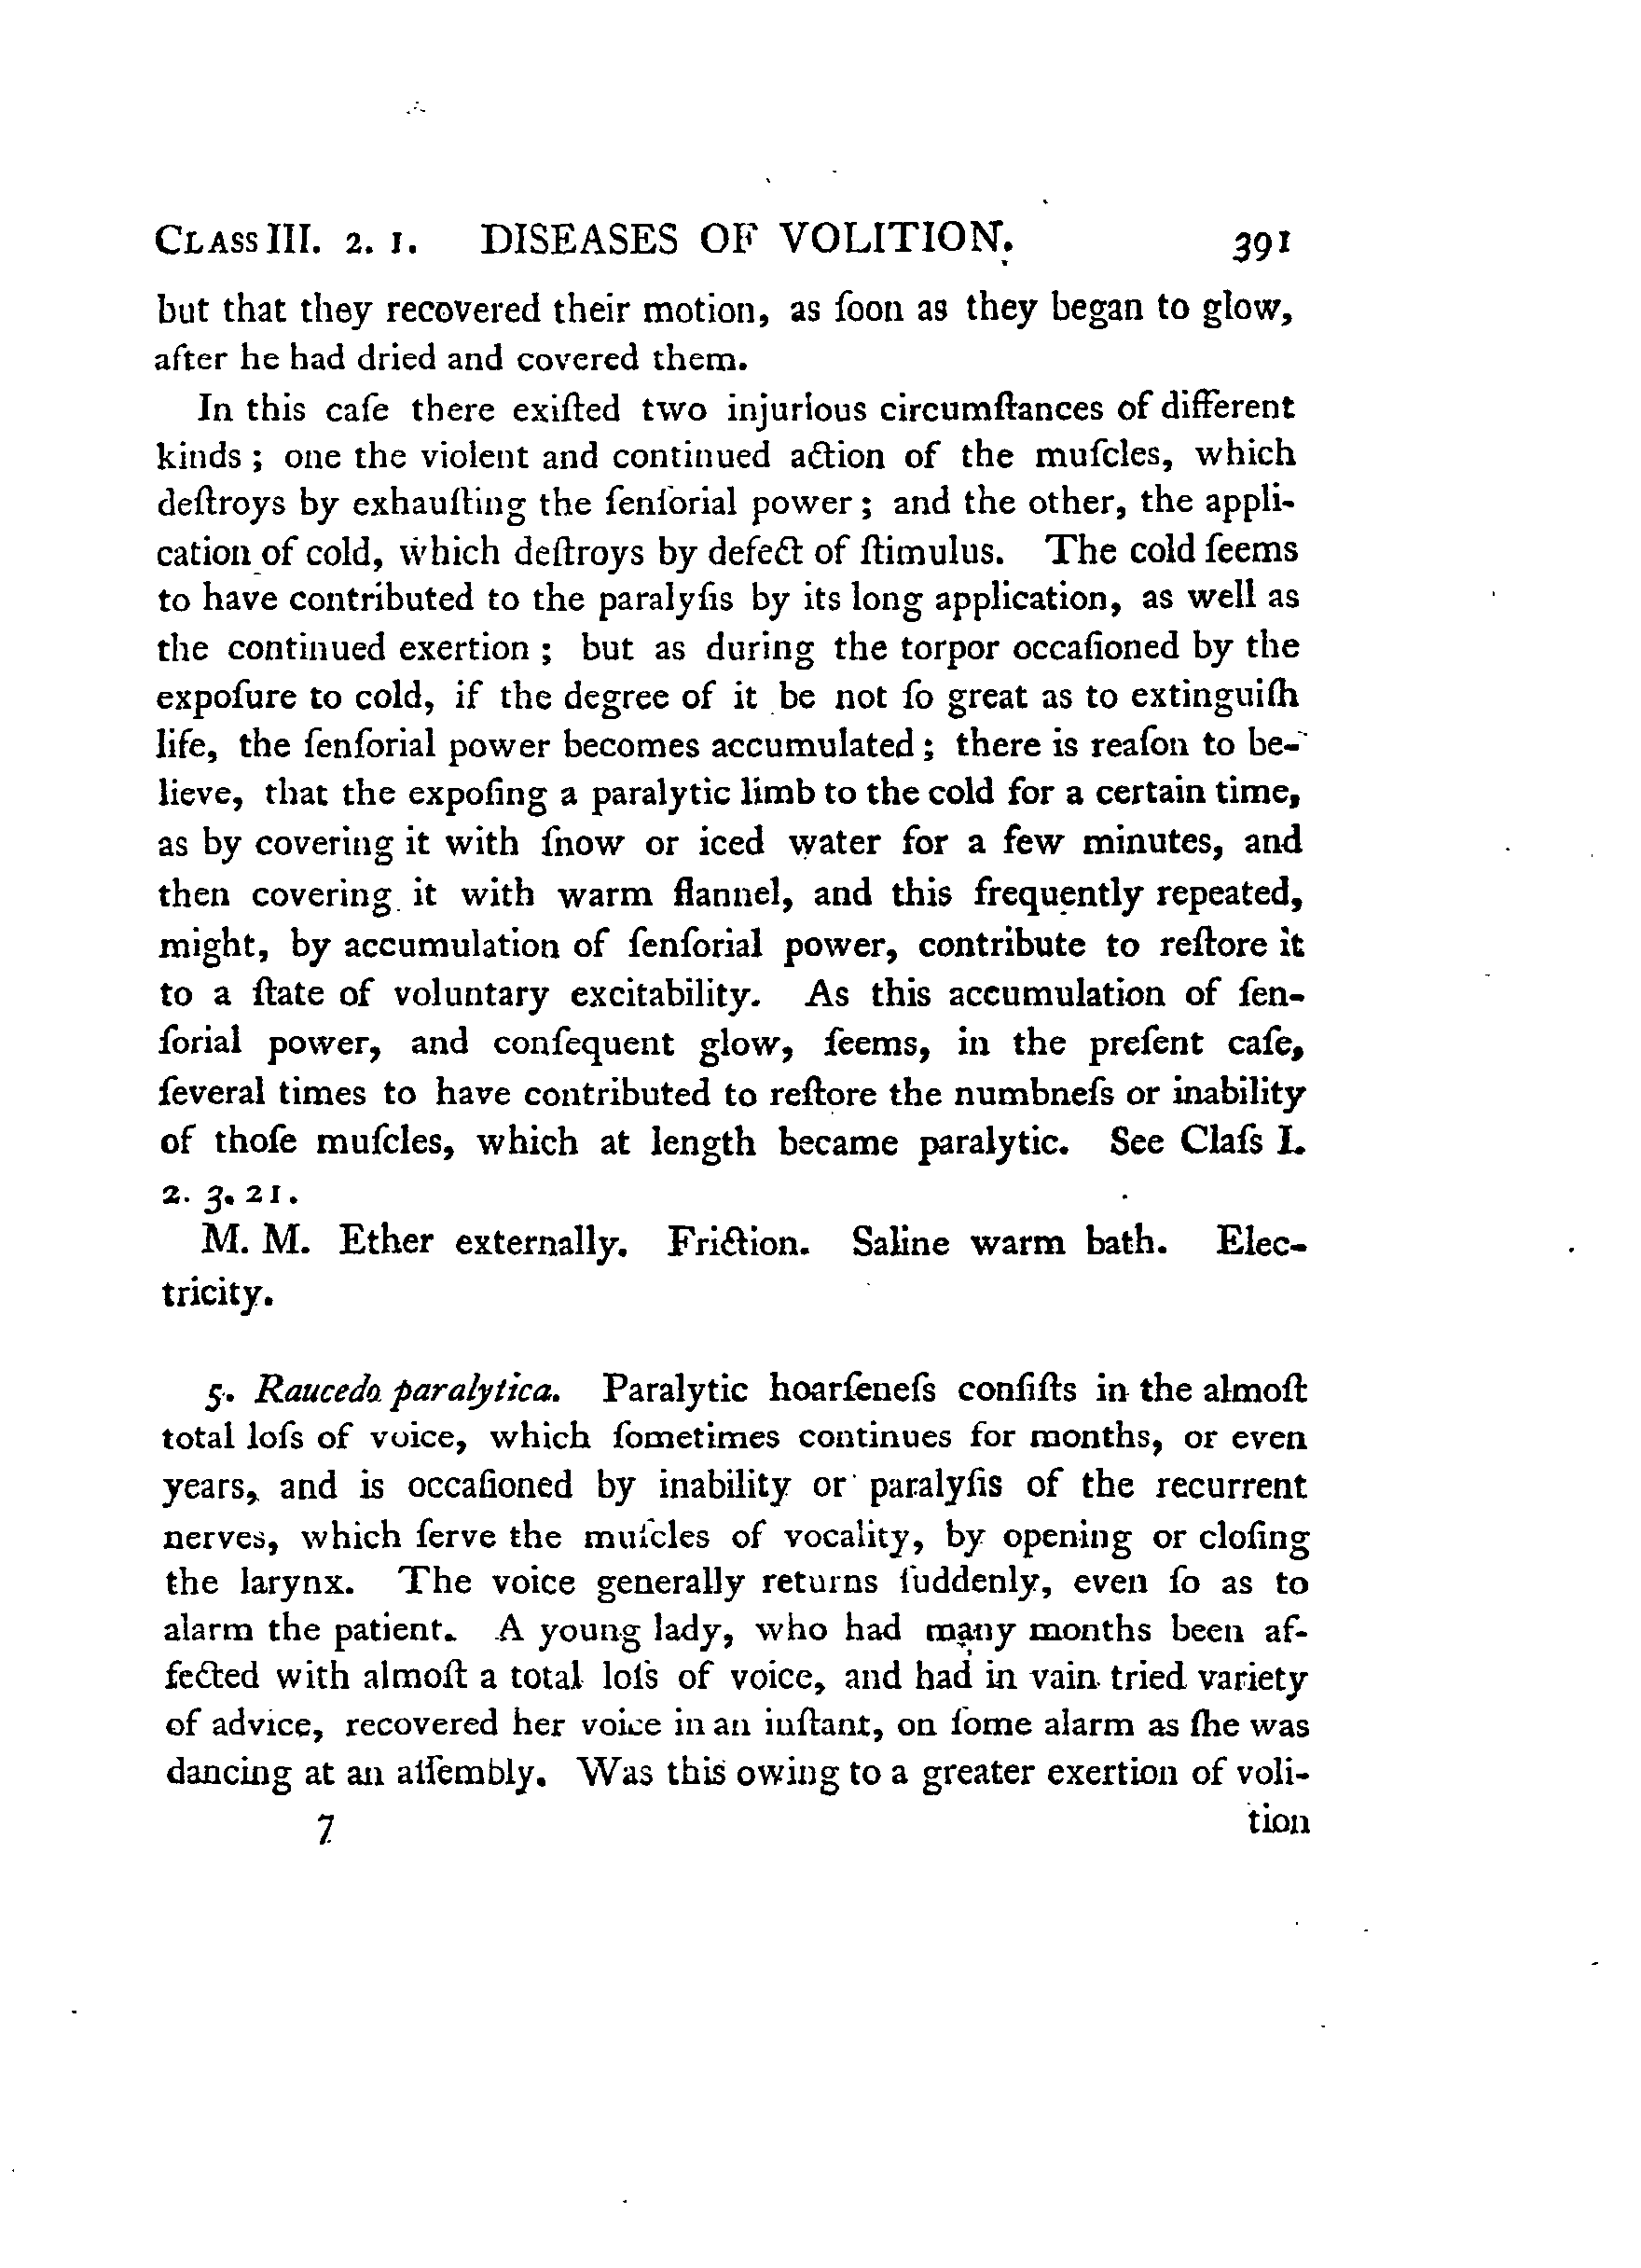 CLASS III. 2. 1. DISEASES OF VOLITION. 391
but that they recovered their motion, as ſoon as they began to glow,
after he had dried and covered them.
In this caſe there exiſted two injurious circumſtances of different
kinds ; one the violent and continued action of the muſcles, which
deſtroys by exhauſting the ſenſorial power ; and the other, the appli-
cation of cold, which deſtroys by defect of ſtimulus. The cold ſeems
to have contributed to the paralyſis by its long application, as well as
the continued exertion ; but as during the torpor occaſioned by the
expoſure to cold, if the degree of it be not ſo great as to extinguiſh
life, the ſenſorial power becomes accumulated ; there is reaſon to be-
lieve, that the expoſing a paralytic limb to the cold for a certain time,
as by covering it with ſnow or iced water for a few minutes, and
then covering it with warm flannel, and this frequently repeated,
might, by accumulation of ſenſorial power, contribute to reſtore it
to a ſtate of voluntary excitability. As this accumulation of ſen-
ſorial power, and conſequent glow, ſeems, in the preſent caſe,
ſeveral times to have contributed to reſtore the numbneſs or inability
of thoſe muſcles, which at length became paralytic. See Claſs I.
2. 3. 21.
M. M. Ether externally. Friction. Saline warm bath. Elec-
tricity.
5. Raucedo paralytica. Paralytic hoarſeneſs conſiſts in the almoſt
total loſs of voice, which ſometimes continues for months, or even
years, and is occaſioned by inability or paralyſis of the recurrent
nerves, which ſerve the muſcles of vocality, by opening or cloſing
the larynx. The voice generally returns ſuddenly, even ſo as to
alarm the patient. A young lady, who had many months been af-
fected with almoſt a total loſs of voice, and had in vain tried variety
of advice, recovered her voice in an inſtant, on ſome alarm as ſhe was
dancing at an aſſembly. Was this owing to a greater exertion of voli-
7 tion